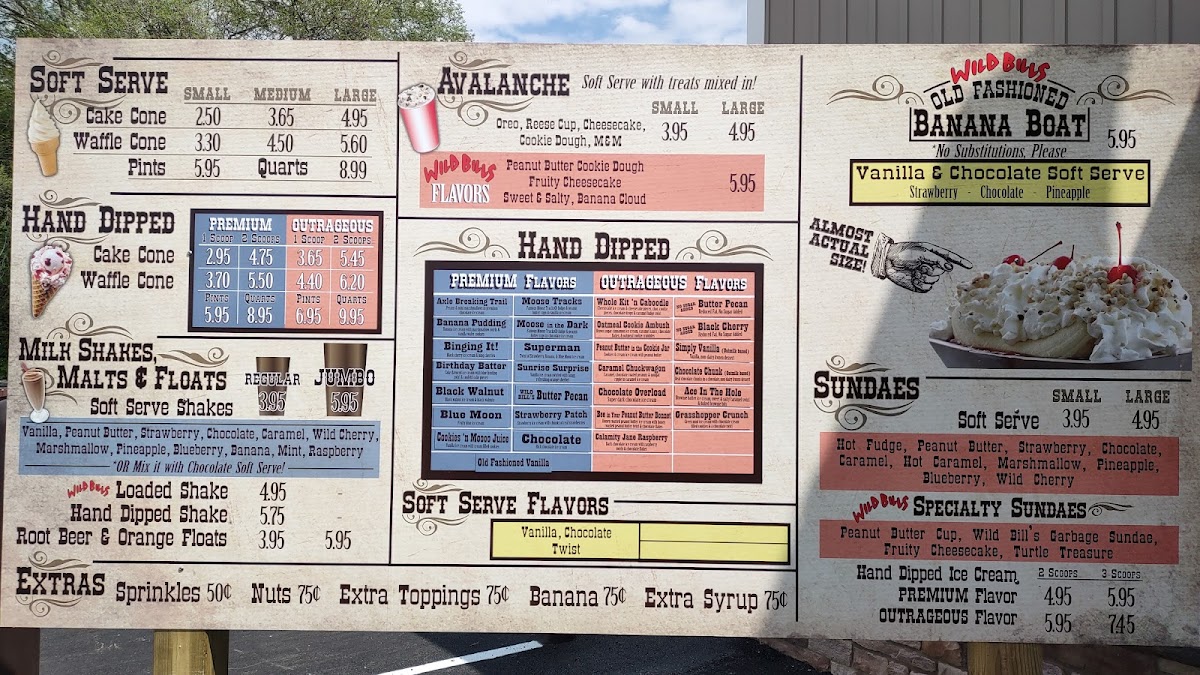 SOFT SERVE
SMALL MEDIUM LARGE
Cake Cone 2.50 3.65 4.95
Waffle Cone 3.30 4.50 5.60
Pints 5.95 Quarts 8.99
HAND DIPPED
Cake Cone
Waffle Cone
PREMIUM OUTRAGEOUS
1 SCOOP 2 SCOOPS 1 SCOOP 2 SCOOPS
2.95 4.75 3.65 5.45
3.70 5.50 4.40 6.20
PINTS QUARTS PINTS QUARTS
5.95 8.95 6.95 9.95
MILK SHAKES,
MALTS & FLOATS
REGULAR JUMBO
Soft Serve Shakes 3.95 5.95
Vanilla, Peanut Butter, Strawberry, Chocolate, Caramel, Wild Cherry,
Marshmallow, Pineapple, Blueberry, Banana, Mint, Raspberry
*OR Mix it with Chocolate Soft Serve!
WILD BILLS Loaded Shake 4.95
Hand Dipped Shake 5.75
Root Beer & Orange Floats 3.95 5.95
EXTRAS Sprinkles 50¢ Nuts 75¢ Extra Toppings 75¢ Banana 75¢ Extra Syrup 75¢
AVALANCHE Soft Serve with treats mixed in!
SMALL LARGE
Oreo, Reese Cup, Cheesecake,
Cookie Dough, M&M
3.95 4.95
WILD BILLS
FLAVORS
Peanut Butter Cookie Dough
Fruity Cheesecake
Sweet & Salty, Banana Cloud
5.95
HAND DIPPED
PREMIUM FLAVORS OUTRAGEOUS FLAVORS
Axle Breaking Trail Moose Tracks Whole Kit 'n Caboodle Butter Pecan
Banana Pudding Moose in the Dark Oatmeal Cookie Ambush Black Cherry
Binging It! Superman Peanut Butter in the Cookie Jar Simply Vanilla
Birthday Batter Sunrise Surprise Caramel Chuckwagon Chocolate Chunk
Black Walnut WILD BILL'S Butter Pecan Chocolate Overload Ace In The Hole
Blue Moon Strawberry Patch Peanut Butter Grasshopper Crunch
Cookies 'n Moooo Juice Chocolate Calamity Jane Raspberry
Old Fashioned Vanilla
SOFT SERVE FLAVORS
Vanilla, Chocolate
Twist
WILD BILLS
OLD FASHIONED
BANANA BOAT 5.95
*No Substitutions, Please
Vanilla & Chocolate Soft Serve
Strawberry - Chocolate - Pineapple
ALMOST
ACTUAL
SIZE!
SUNDAES
SMALL LARGE
Soft Serve 3.95 4.95
Hot Fudge, Peanut Butter, Strawberry, Chocolate,
Caramel, Hot Caramel, Marshmallow, Pineapple,
Blueberry, Wild Cherry
WILD BILLS SPECIALTY SUNDAES
Peanut Butter Cup, Wild Bill's Garbage Sundae,
Fruity Cheesecake, Turtle Treasure
Hand Dipped Ice Cream 2 SCOOPS 3 SCOOPS
PREMIUM Flavor 4.95 5.95
OUTRAGEOUS Flavor 5.95 7.45